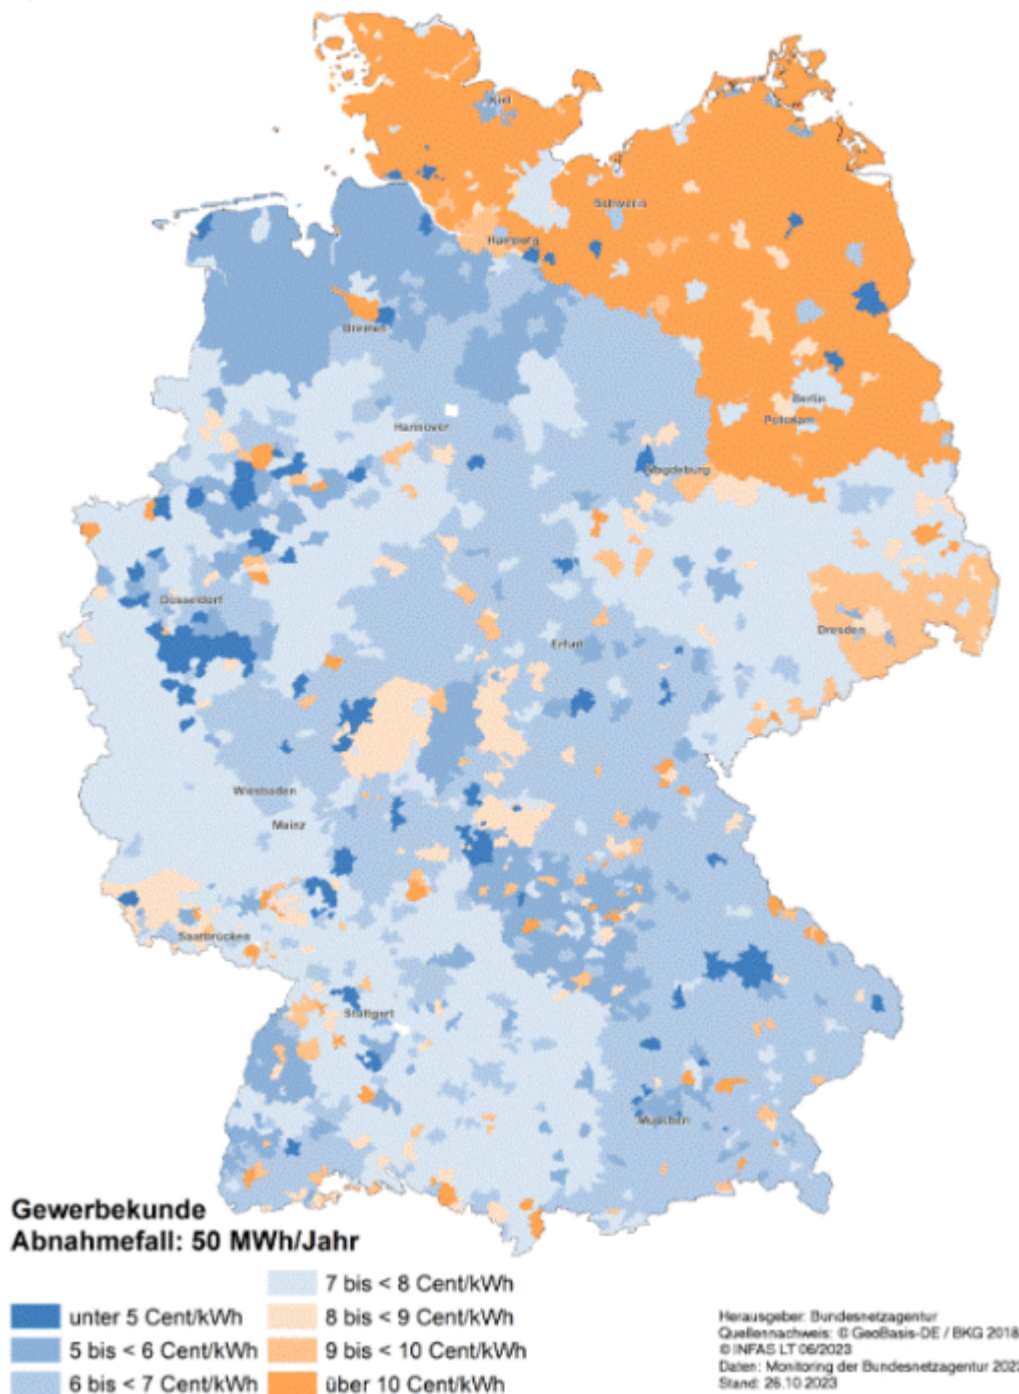 Kiel
Schwerin
Hamburg
Bremen
Berlin
Potsdam
Hannover
Magdeburg
Düsseldorf
Dresden
Erfurt
Wiesbaden
Mainz
Saarbrücken
Stuttgart
München
Gewerbekunde
Abnahmefall: 50 MWh/Jahr
7 bis < 8 Cent/kWh
unter 5 Cent/kWh
8 bis < 9 Cent/kWh
5 bis < 6 Cent/kWh
9 bis < 10 Cent/kWh
6 bis < 7 Cent/kWh
über 10 Cent/kWh
Herausgeber: Bundesnetzagentur
Quellennachweis: © GeoBasis-DE / BKG 2018
© INFAS LT 06/2023
Daten: Monitoring der Bundesnetzagentur 2023
Stand: 26.10.2023